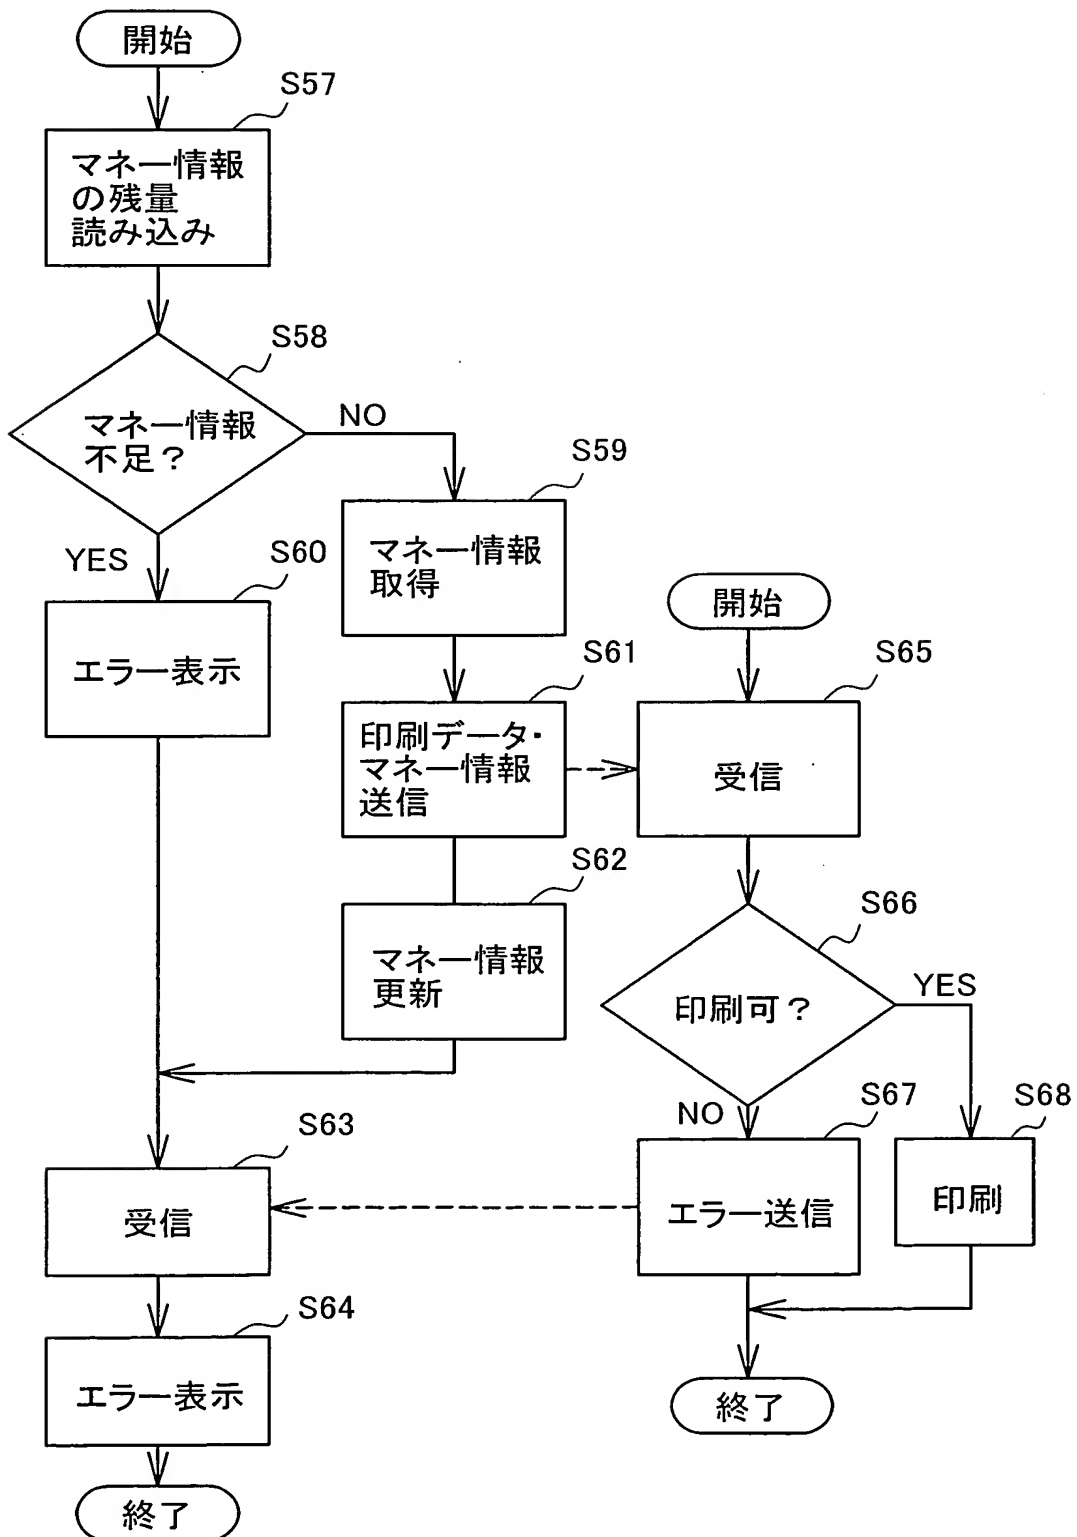 開始
S57
マネー情報
の残量
読み込み
S58
マネー情報
不足？
NO
YES
S59
マネー情報
取得
S60
エラー表示
S61
印刷データ・
マネー情報
送信
S62
マネー情報
更新
S63
受信
S64
エラー表示
終了
開始
S65
受信
S66
印刷可？
YES
NO
S67
エラー送信
S68
印刷
終了